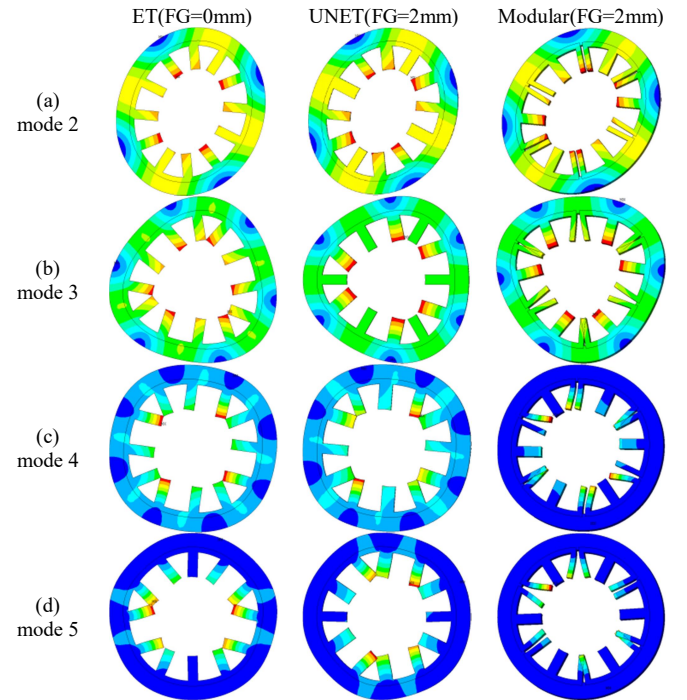 ET(FG=0mm) UNET(FG=2mm) Modular(FG=2mm)
(a)
mode 2
(b)
mode 3
(c)
mode 4
(d)
mode 5